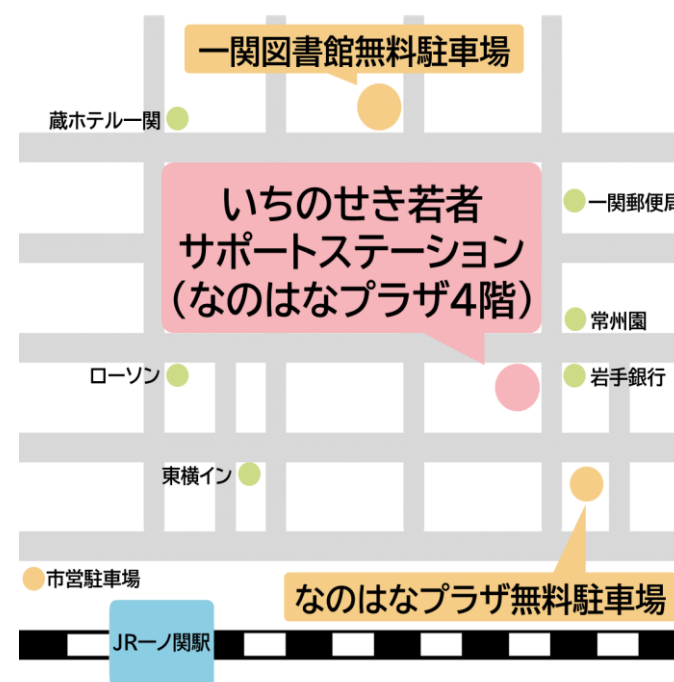 一関図書館無料駐車場
蔵ホテル一関
いちのせき若者
サポートステーション
(なのはなプラザ4階)
一関郵便局
常州園
ローソン
岩手銀行
東横イン
市営駐車場
なのはなプラザ無料駐車場
JR一ノ関駅